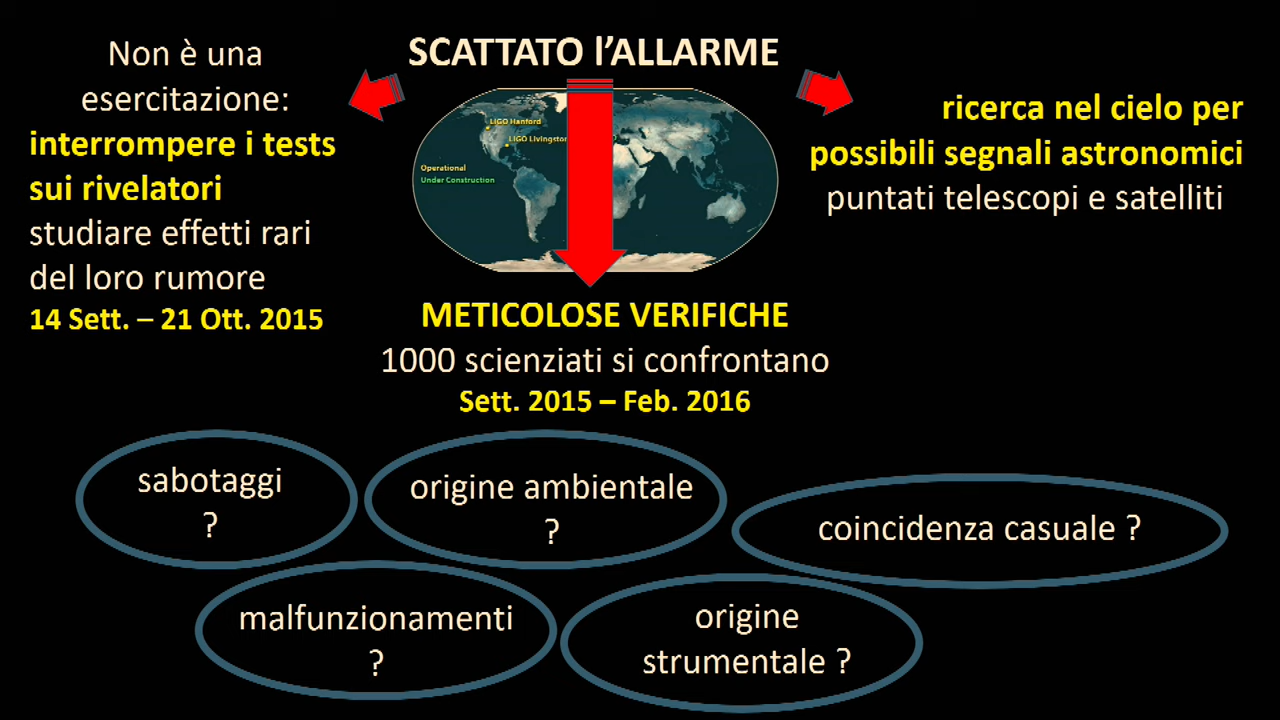 SCATTATO l’ALLARME
Non è una
esercitazione:
interrompere i tests
sui rivelatori
studiare effetti rari
del loro rumore
14 Sett. – 21 Ott. 2015
LIGO Hanford
LIGO Livingston
Operational
Under Construction
ricerca nel cielo per
possibili segnali astronomici
puntati telescopi e satelliti
METICOLOSE VERIFICHE
1000 scienziati si confrontano
Sett. 2015 – Feb. 2016
sabotaggi
?
origine ambientale
?
coincidenza casuale ?
malfunzionamenti
?
origine
strumentale ?